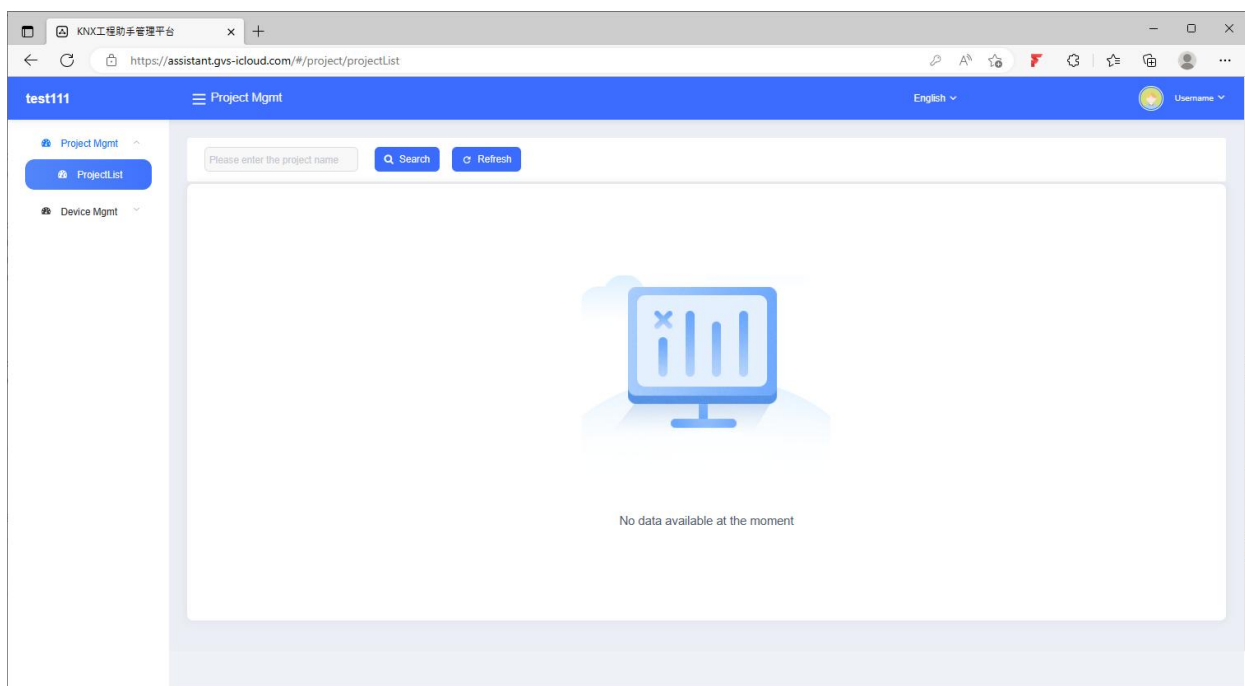 KNX工程助手管理平台
https://assistant.gvs-icloud.com/#/project/projectList
test111
Project Mgmt
English
Username
Project Mgmt
ProjectList
Device Mgmt
Please enter the project name
Search
Refresh
No data available at the moment